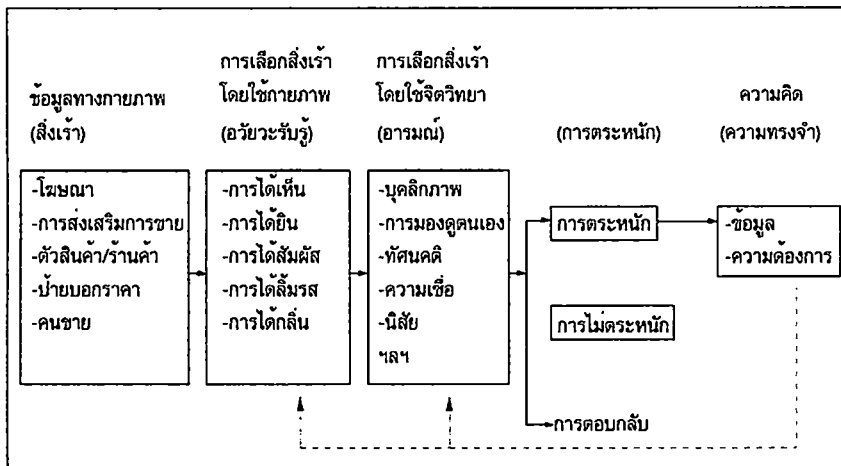 ข้อมูลทางกายภาพ
(สิ่งเร้า)
การเลือกสิ่งเร้า
โดยใช้กายภาพ
(อวัยวะรับรู้)
การเลือกสิ่งเร้า
โดยใช้จิตวิทยา
(อารมณ์)
(การตระหนัก)
ความคิด
(ความทรงจำ)
-โฆษณา
-การส่งเสริมการขาย
-ตัวสินค้า/ร้านค้า
-ป้ายบอกราคา
-คนขาย
-การได้เห็น
-การได้ยิน
-การได้สัมผัส
-การได้ลิ้มรส
-การได้กลิ่น
-บุคลิกภาพ
-การมองดูตนเอง
-ทัศนคติ
-ความเชื่อ
-นิสัย
ฯลฯ
การตระหนัก
การไม่ตระหนัก
การตอบกลับ
-ข้อมูล
-ความต้องการ